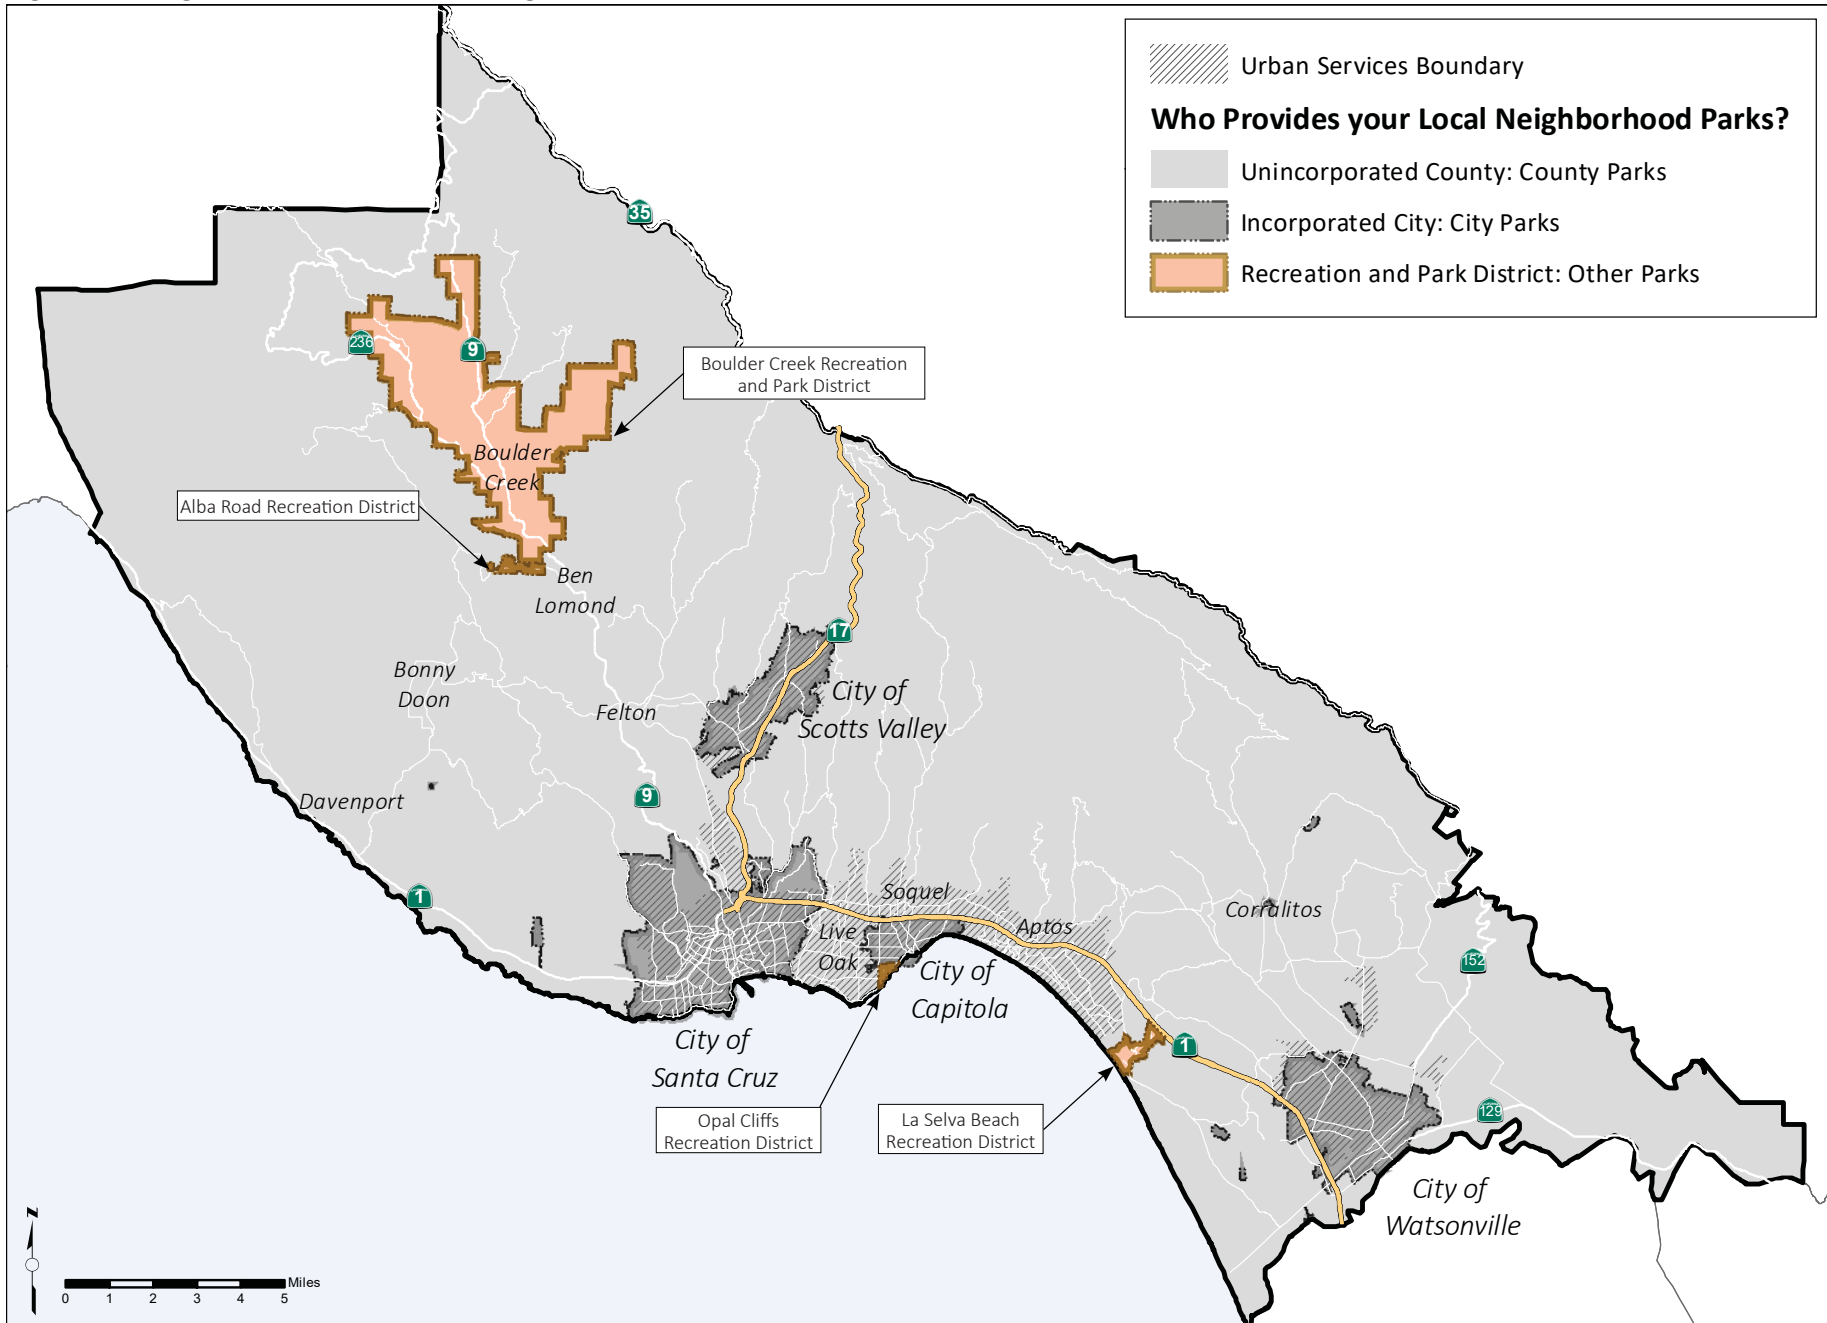 Urban Services Boundary
Who Provides your Local Neighborhood Parks?
Unincorporated County: County Parks
Incorporated City: City Parks
Recreation and Park District: Other Parks
35
236
9
Boulder Creek Recreation
and Park District
Boulder
Creek
Alba Road Recreation District
Ben
Lomond
17
Bonny
Doon
Felton
City of
Scotts Valley
Davenport
9
1
Soquel
Live
Oak
Aptos
Corralitos
152
City of
Capitola
City of
Santa Cruz
1
129
Opal Cliffs
Recreation District
La Selva Beach
Recreation District
City of
Watsonville
N
Miles
0 1 2 3 4 5